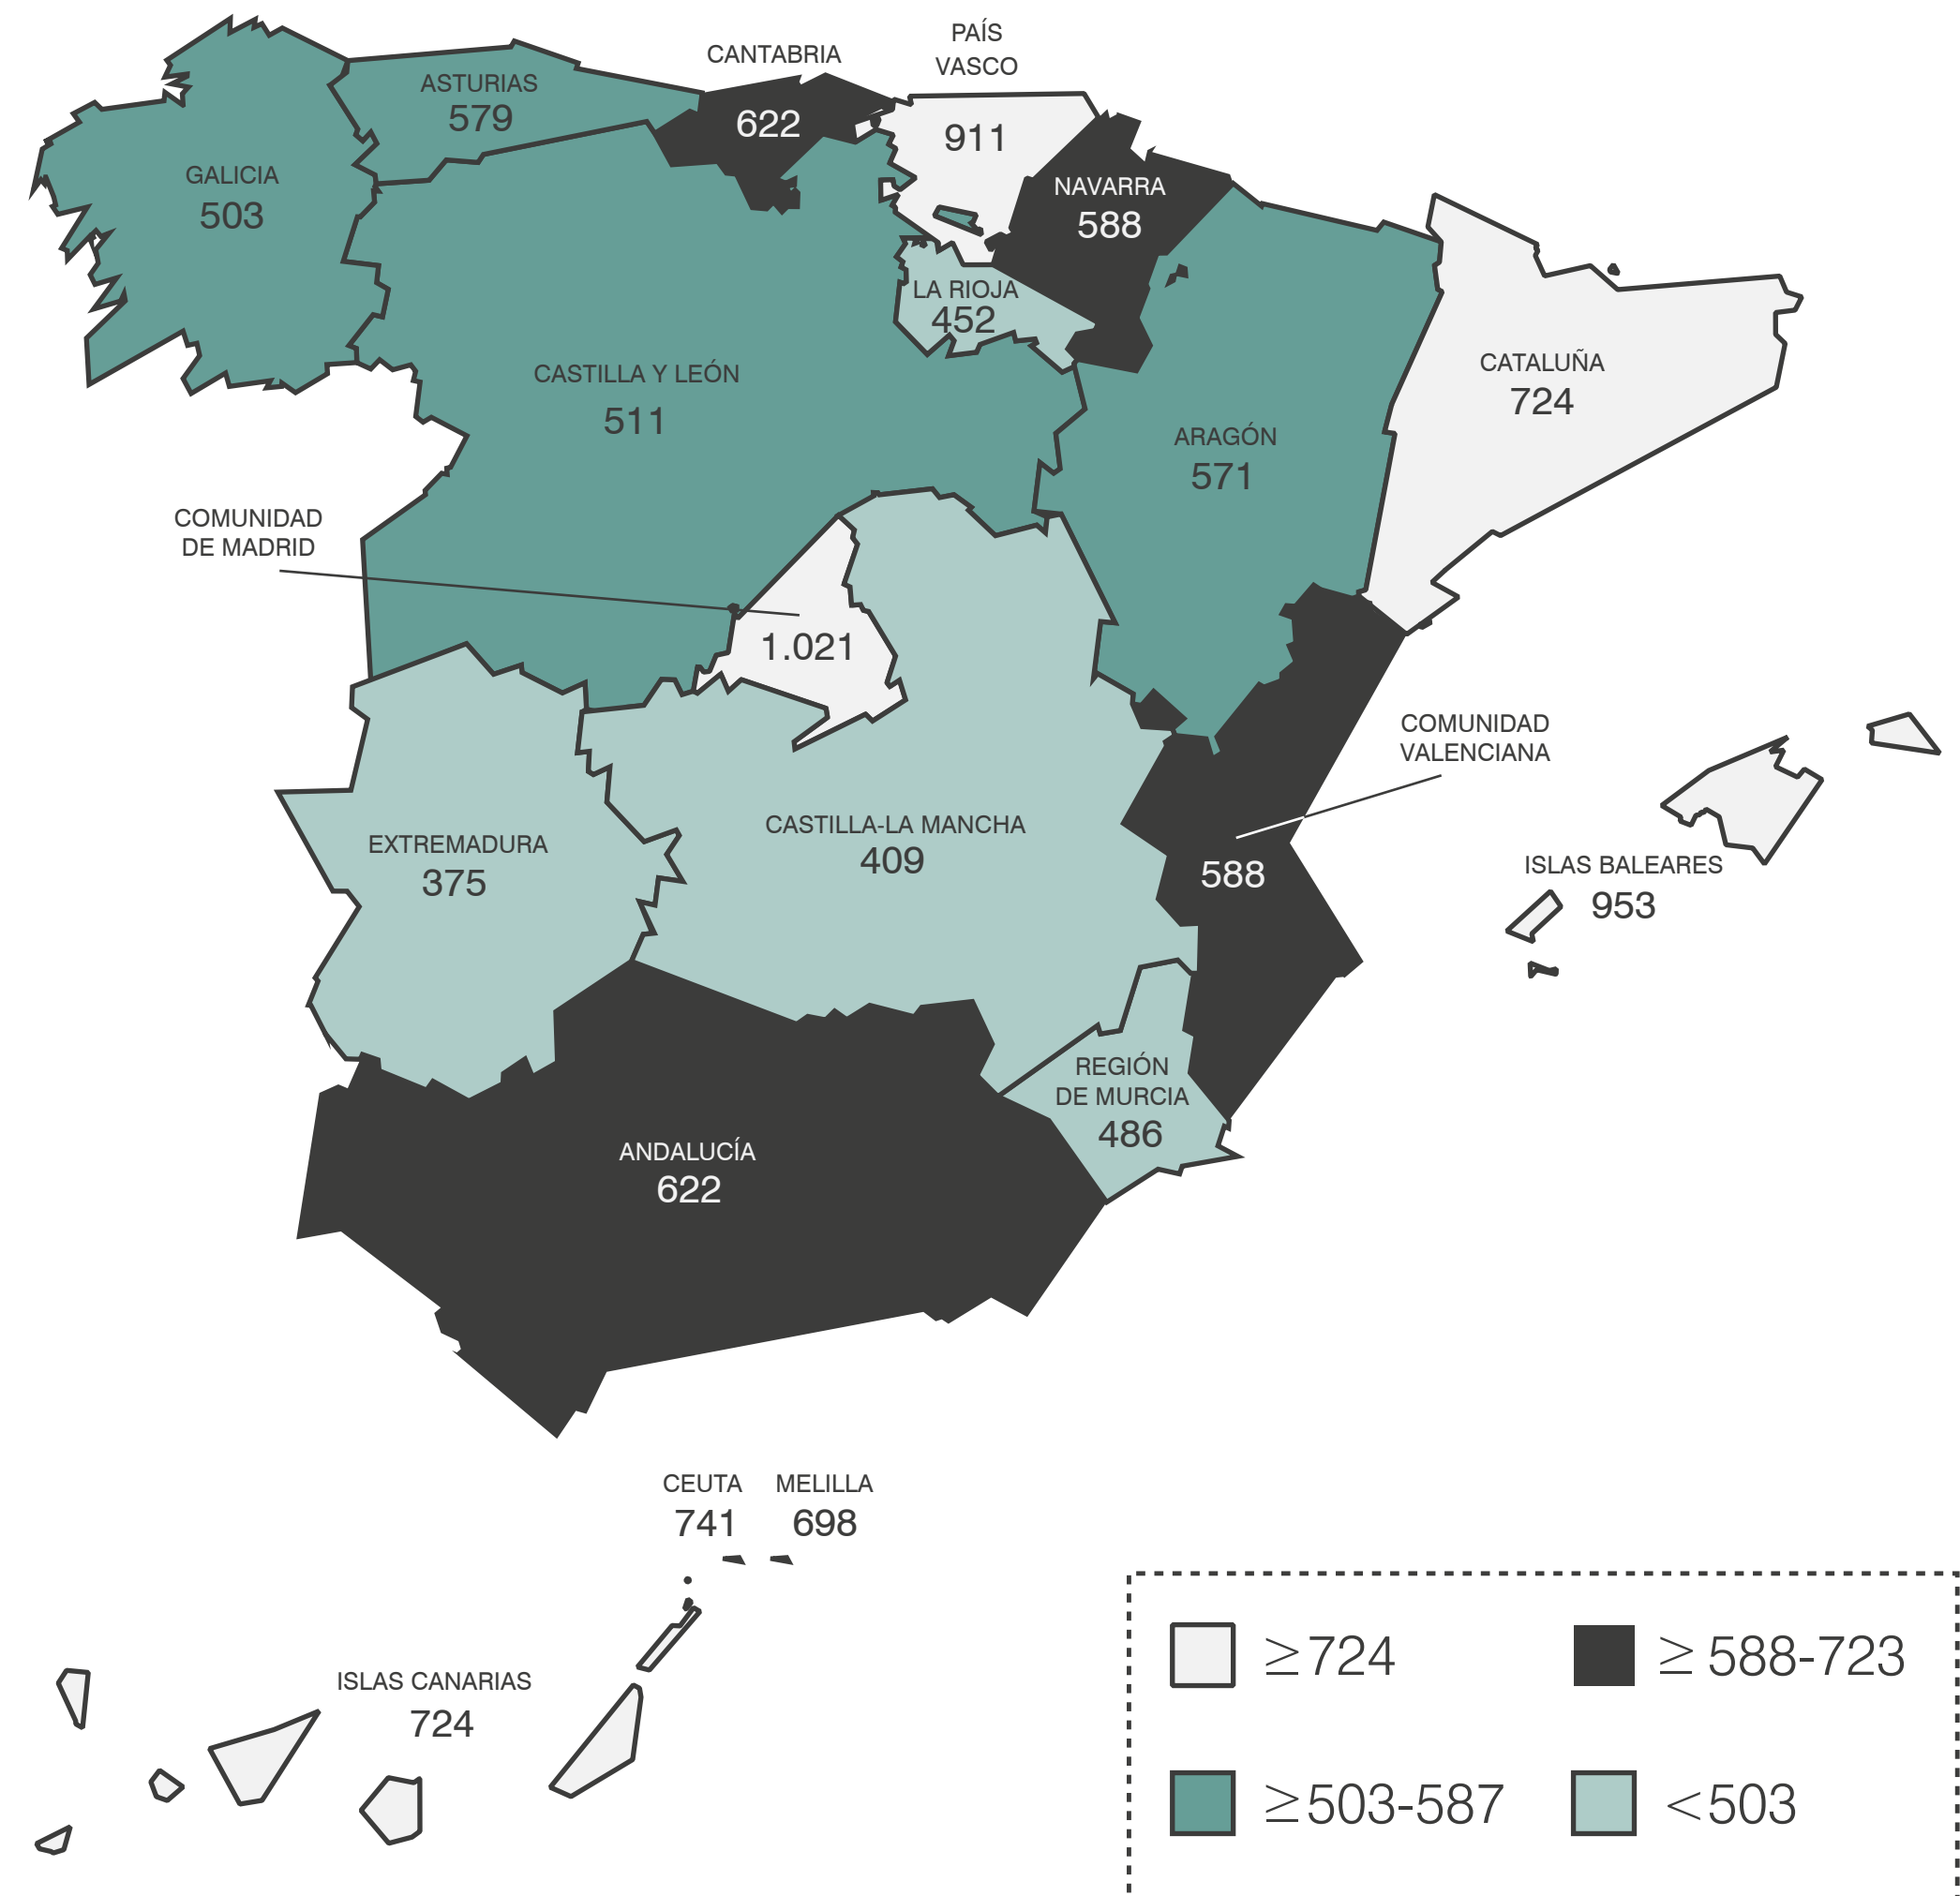 PAÍS
VASCO
911
CANTABRIA
622
ASTURIAS
579
GALICIA
503
NAVARRA
588
LA RIOJA
452
CASTILLA Y LEÓN
511
CATALUÑA
724
ARAGÓN
571
COMUNIDAD
DE MADRID
1.021
COMUNIDAD
VALENCIANA
588
EXTREMADURA
375
CASTILLA-LA MANCHA
409
ISLAS BALEARES
953
REGIÓN
DE MURCIA
486
ANDALUCÍA
622
CEUTA
741
MELILLA
698
ISLAS CANARIAS
724
≥724
≥ 588-723
≥503-587
<503